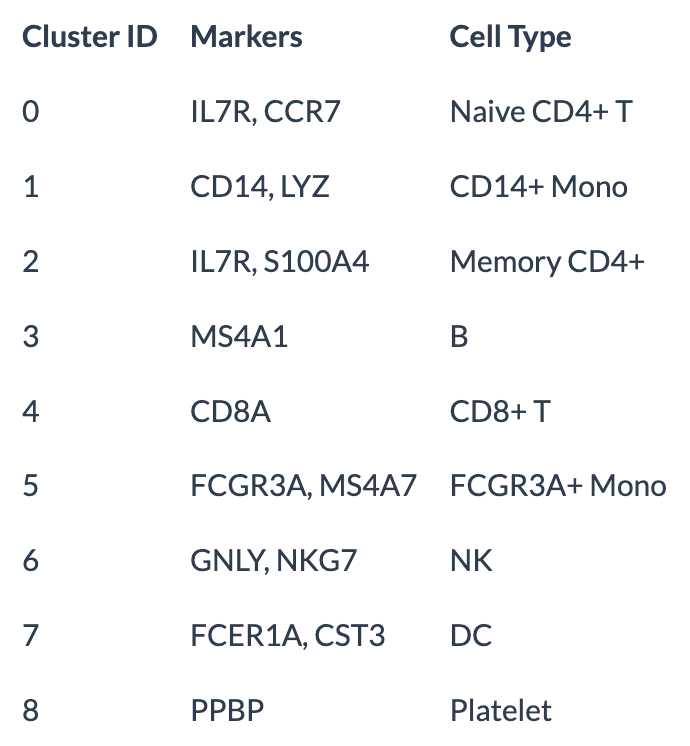 Cluster ID Markers Cell Type
0 IL7R, CCR7 Naive CD4+ T
1 CD14, LYZ CD14+ Mono
2 IL7R, S100A4 Memory CD4+
3 MS4A1 B
4 CD8A CD8+ T
5 FCGR3A, MS4A7 FCGR3A+ Mono
6 GNLY, NKG7 NK
7 FCER1A, CST3 DC
8 PPBP Platelet